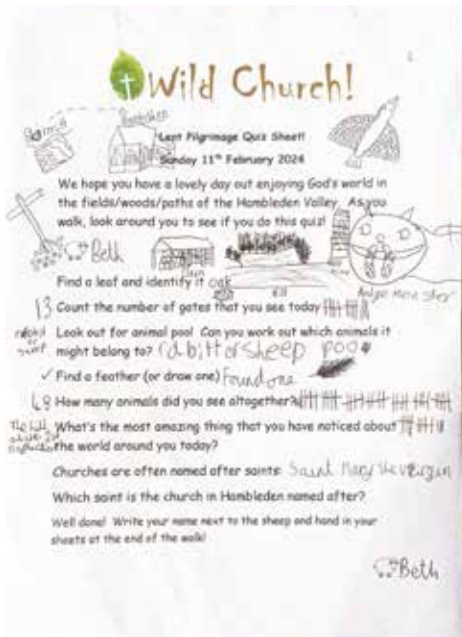 Wild Church!
Lent Pilgrimage Quiz Sheet!
Sunday 11th February 2024
We hope you have a lovely day out enjoying God's world in
the fields/woods/paths of the Hambleden Valley. As you
walk, look around you to see if you do this quiz!
Beth
Find a leaf and identify it oak
13 Count the number of gates that you see today
Look out for animal poo! Can you work out which animals it
might belong to? rabbit or sheep poo
✓ Find a feather (or draw one) Found one
How many animals did you see altogether?
What's the most amazing thing that you have noticed about
the world around you today?
Churches are often named after saints. Saint Mary the vergin
Which saint is the church in Hambleden named after?
Well done! Write your name next to the sheep and hand in your
sheets at the end of the walk!
Beth